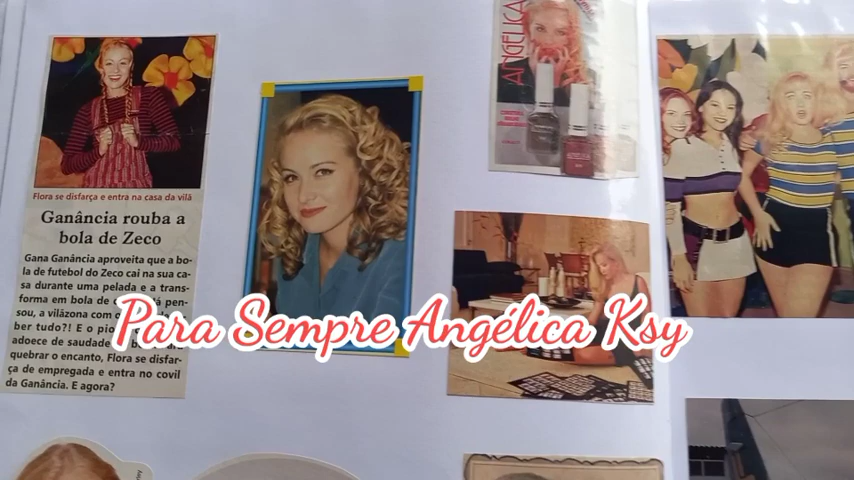 Flora se disfarça e entra na casa da vilã
Ganância rouba a
bola de Zeco
Gana Ganância aproveita que a bo-
la de futebol do Zeco cai na sua ca-
sa durante uma pelada e a trans-
forma em bola de
sou, a vilãzona com
ber tudo?! E o
adoece de saudade
quebrar o encanto, Flora se disfar-
ça de empregada e entra no covil
da Ganância. E agora?
ANGÉLICA
Para Sempre Angélica Ksy